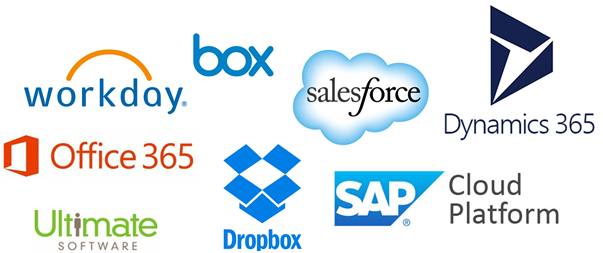 workday®
box
salesforce
Dynamics 365
Office 365
Dropbox
SAP®
Cloud
Platform
Ultimate
SOFTWARE